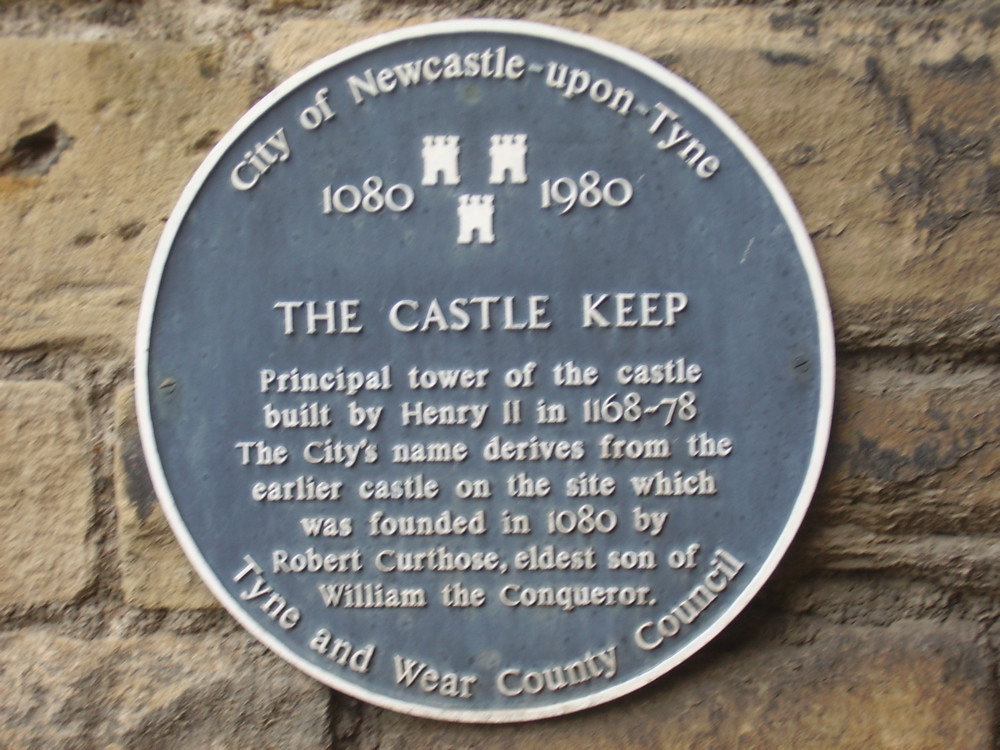 City of Newcastle-upon-Tyne
1080 1980
THE CASTLE KEEP
Principal tower of the castle
built by Henry II in 1168-78
The City's name derives from the
earlier castle on the site which
was founded in 1080 by
Robert Curthose, eldest son of
William the Conqueror.
Tyne and Wear County Council